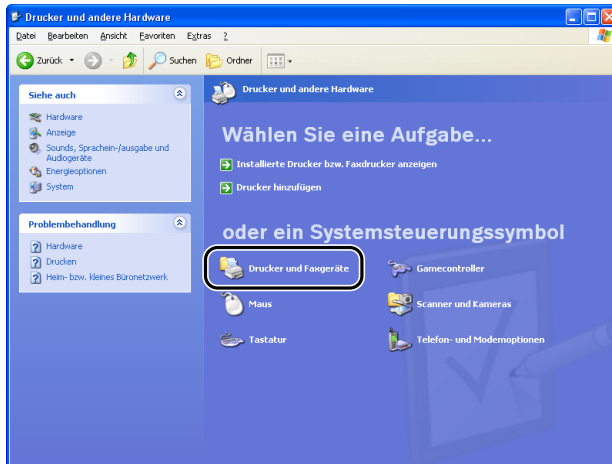 Drucker und andere Hardware
Datei Bearbeiten Ansicht Favoriten Extras ?
Zurück Suchen Ordner
Siehe auch
Hardware
Anzeige
Sounds, Sprachein-/ausgabe und
Audiogeräte
Energieoptionen
System
Problembehandlung
Hardware
Drucken
Heim- bzw. kleines Büronetzwerk
Drucker und andere Hardware
Wählen Sie eine Aufgabe...
Installierte Drucker bzw. Faxdrucker anzeigen
Drucker hinzufügen
oder ein Systemsteuerungssymbol
Drucker und Faxgeräte
Gamecontroller
Maus
Scanner und Kameras
Tastatur
Telefon- und Modemoptionen